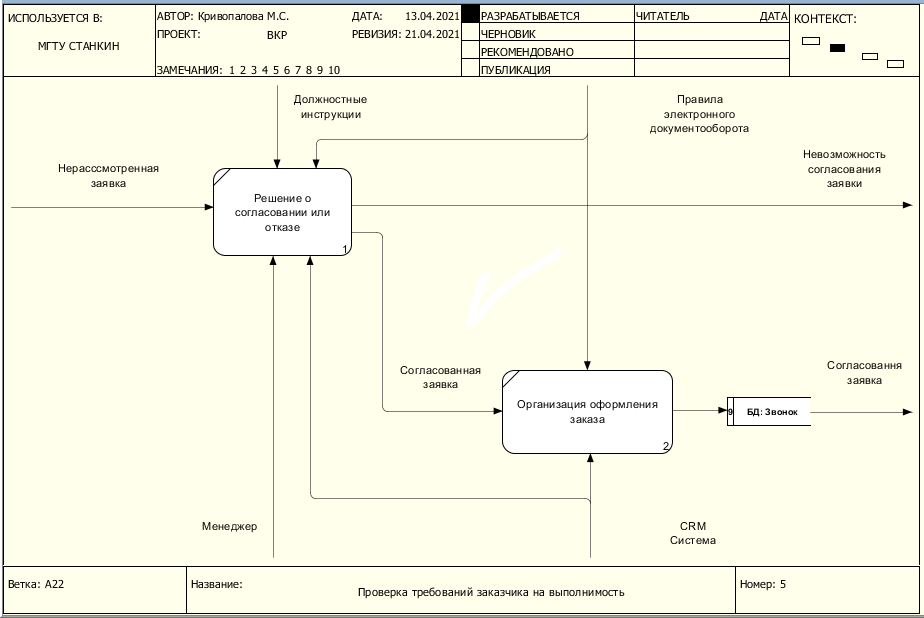 ИСПОЛЬЗУЕТСЯ В:
МГТУ СТАНКИН
АВТОР: Кривопалова М.С.
ДАТА: 13.04.2021
ПРОЕКТ: ВКР
РЕВИЗИЯ: 21.04.2021
ЗАМЕЧАНИЯ: 1 2 3 4 5 6 7 8 9 10
РАЗРАБАТЫВАЕТСЯ
ЧЕРНОВИК
РЕКОМЕНДОВАНО
ПУБЛИКАЦИЯ
ЧИТАТЕЛЬ ДАТА
КОНТЕКСТ:
Должностные
инструкции
Правила
электронного
документооборота
Нерасссмотренная
заявка
Невозможность
согласования
заявки
Решение о
согласовании или
отказе
1
Согласованная
заявка
Организация оформления
заказа
2
9 БД: Звонок
Согласовання
заявка
Менеджер
CRM
Система
Ветка: A22
Название:
Проверка требований заказчика на выполнимость
Номер: 5